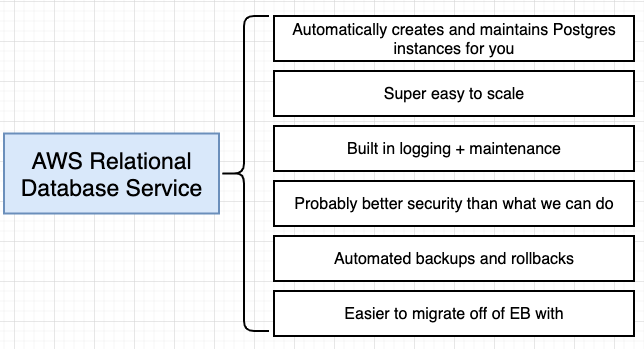 AWS Relational
Database Service
Automatically creates and maintains Postgres
instances for you
Super easy to scale
Built in logging + maintenance
Probably better security than what we can do
Automated backups and rollbacks
Easier to migrate off of EB with